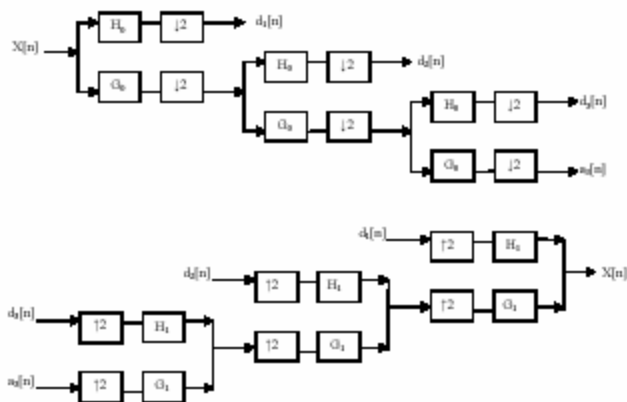 H₀ ↓2 d₁[n]
X[n]
G₀ ↓2 H₀ ↓2 d₂[n]
G₀ ↓2 H₀ ↓2 d₃[n]
G₀ ↓2 a₃[n]
d₁[n] ↑2 H₁
d₂[n] ↑2 H₁ X[n]
↑2 G₁
d₃[n] ↑2 H₁
↑2 G₁
a₃[n] ↑2 G₁